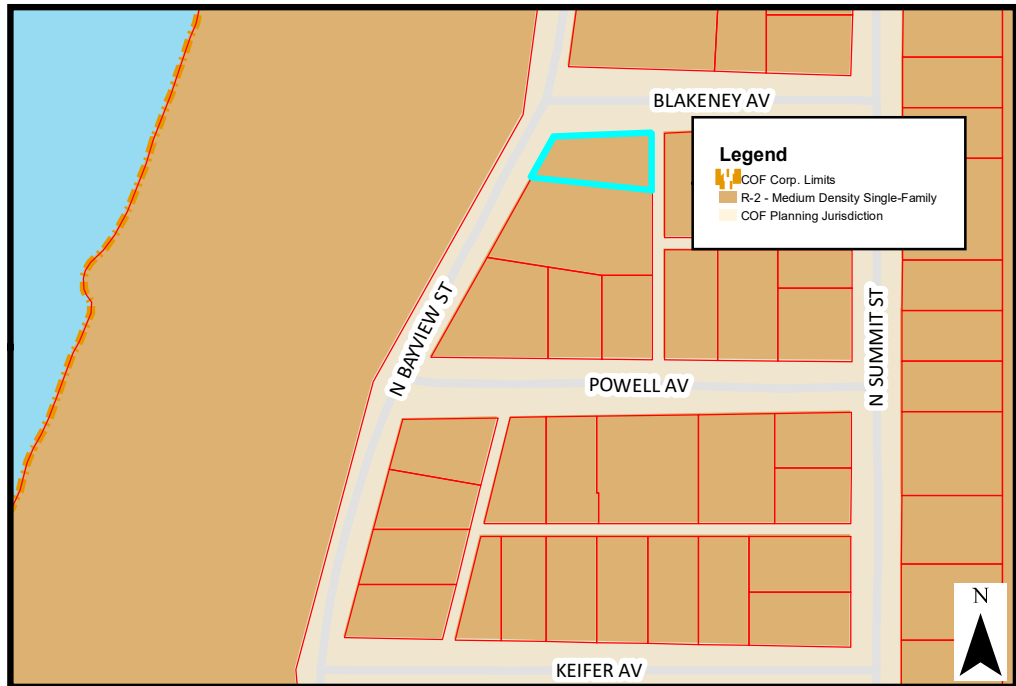 BLAKENEY AV
Legend
COF Corp. Limits
R-2 - Medium Density Single-Family
COF Planning Jurisdiction
N BAYVIEW ST
N SUMMIT ST
POWELL AV
N
KEIFER AV